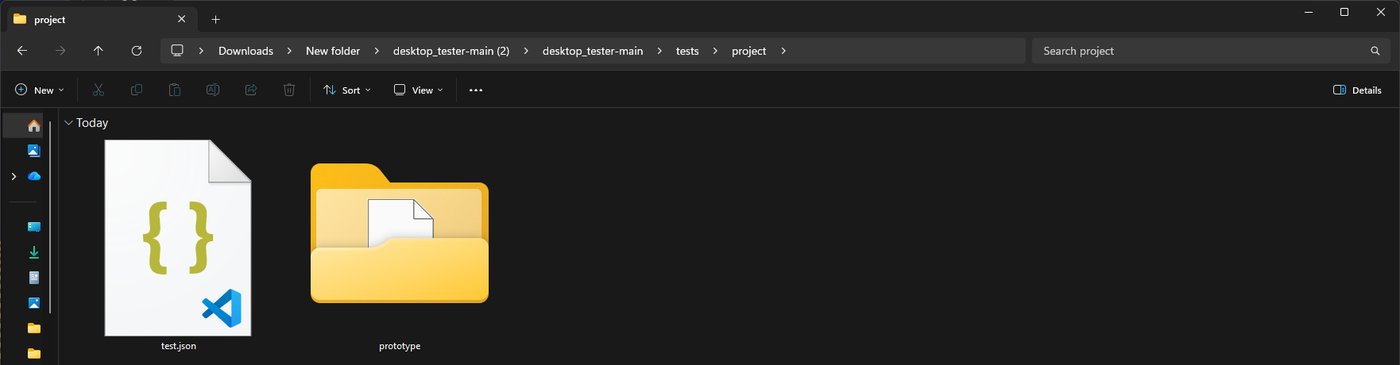 project
Downloads > New folder > desktop_tester-main (2) > desktop_tester-main > tests > project >
Search project
New
Sort
View
Details
Today
test.json
prototype